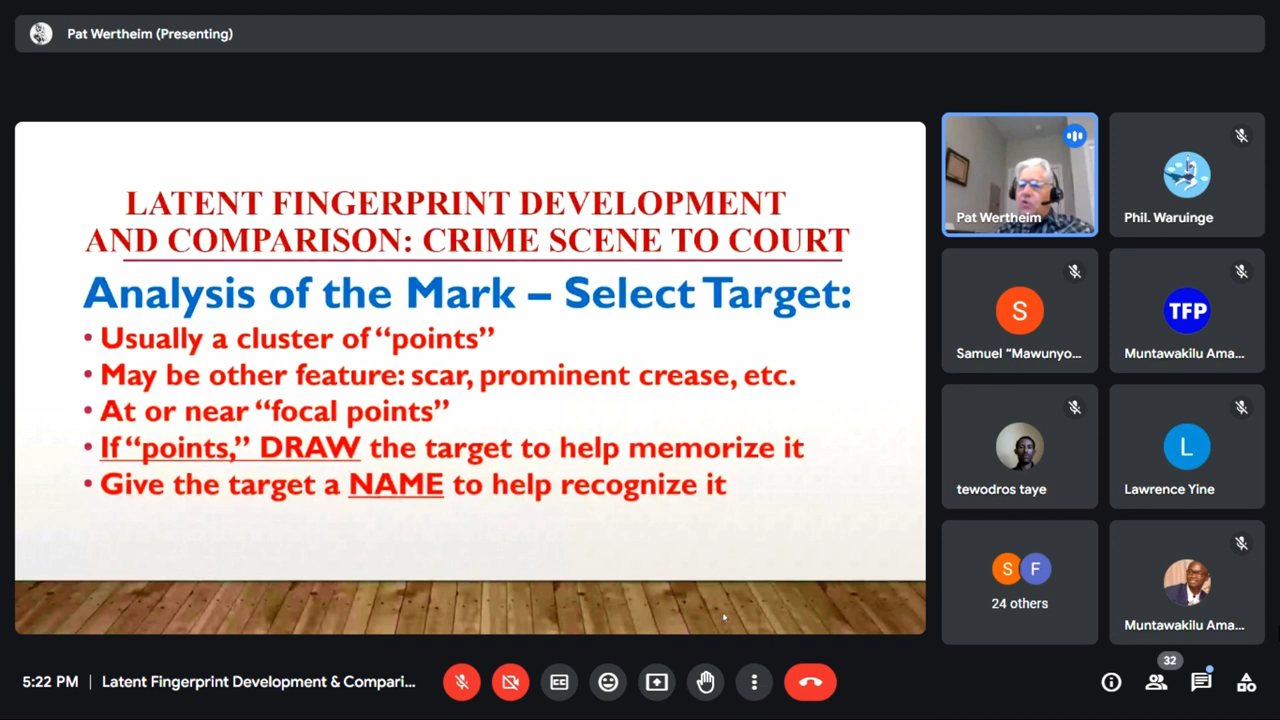 Pat Wertheim (Presenting)
LATENT FINGERPRINT DEVELOPMENT
AND COMPARISON: CRIME SCENE TO COURT
Analysis of the Mark – Select Target:
• Usually a cluster of “points”
• May be other feature: scar, prominent crease, etc.
• At or near “focal points”
• If “points,” DRAW the target to help memorize it
• Give the target a NAME to help recognize it
Pat Wertheim
Phil. Waruinge
S
Samuel “Mawunyo...
TFP
Muntawakilu Ama...
tewodros taye
L
Lawrence Yine
S F
24 others
Muntawakilu Ama...
5:22 PM | Latent Fingerprint Development & Compari...
CC
32